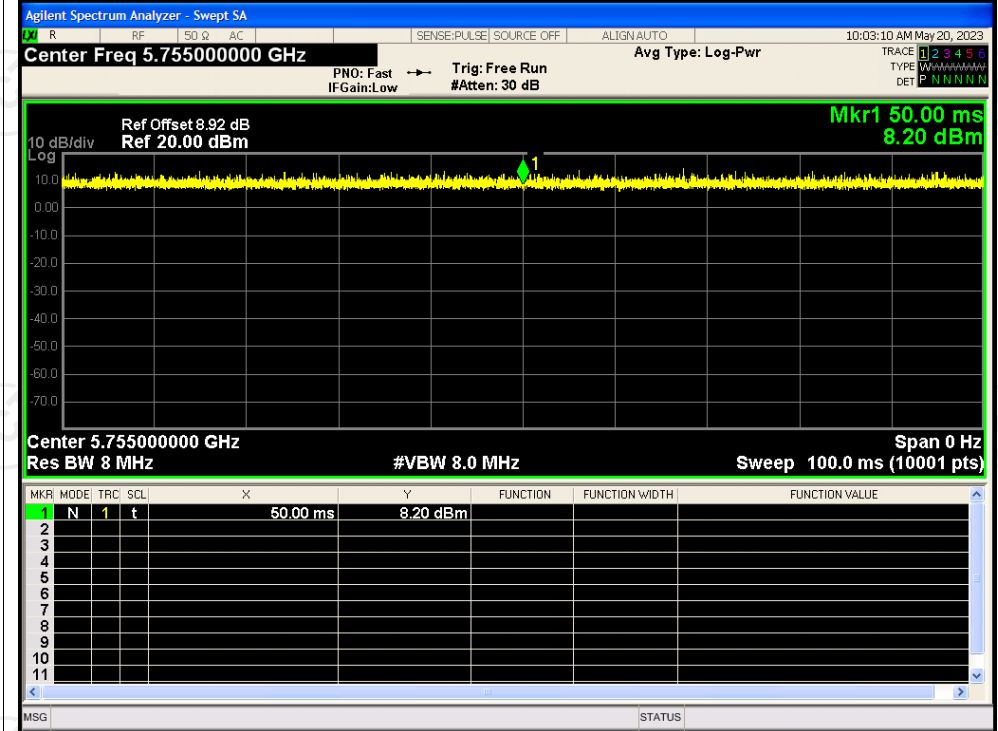 Agilent Spectrum Analyzer - Swept SA
LXI R RF 50 Ω AC SENSE:PULSE SOURCE OFF ALIGN AUTO 10:03:10 AM May 20, 2023
Center Freq 5.755000000 GHz Avg Type: Log-Pwr TRACE 1 2 3 4 5 6
PNO: Fast Trig: Free Run TYPE WWWWWW
IFGain:Low #Atten: 30 dB DET P N N N N N
Mkr1 50.00 ms
Ref Offset 8.92 dB
10 dB/div Ref 20.00 dBm 8.20 dBm
Log
1
10.0
0.00
-10.0
-20.0
-30.0
-40.0
-50.0
-60.0
-70.0
Center 5.755000000 GHz Span 0 Hz
Res BW 8 MHz #VBW 8.0 MHz Sweep 100.0 ms (10001 pts)
MKR MODE TRC SCL X Y FUNCTION FUNCTION WIDTH FUNCTION VALUE
1 N 1 t 50.00 ms 8.20 dBm
2
3
4
5
6
7
8
9
10
11
MSG STATUS